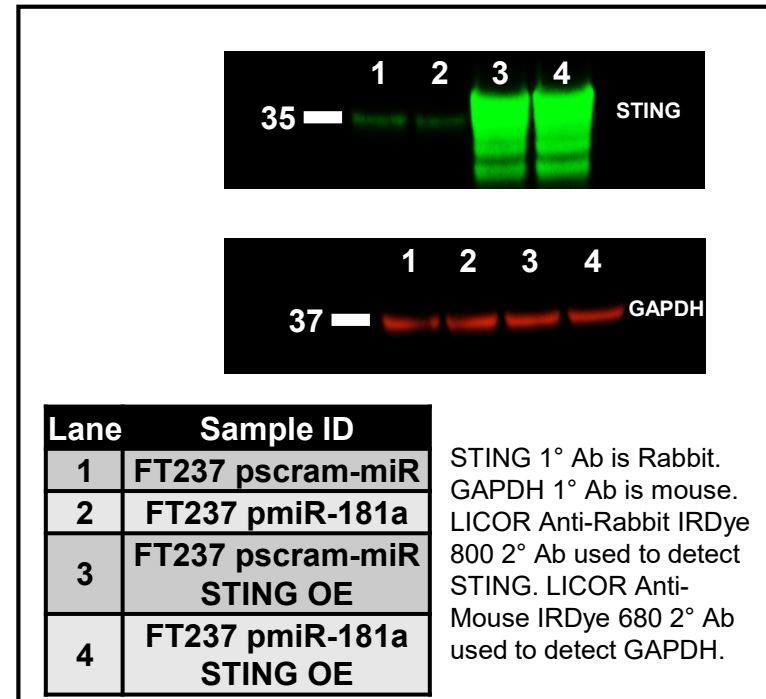 1 2 3 4
35 STING
1 2 3 4
37 GAPDH
Lane Sample ID
1 FT237 pscram-miR
2 FT237 pmiR-181a
3 FT237 pscram-miR
STING OE
4 FT237 pmiR-181a
STING OE
STING 1° Ab is Rabbit.
GAPDH 1° Ab is mouse.
LICOR Anti-Rabbit IRDye
800 2° Ab used to detect
STING. LICOR Anti-
Mouse IRDye 680 2° Ab
used to detect GAPDH.